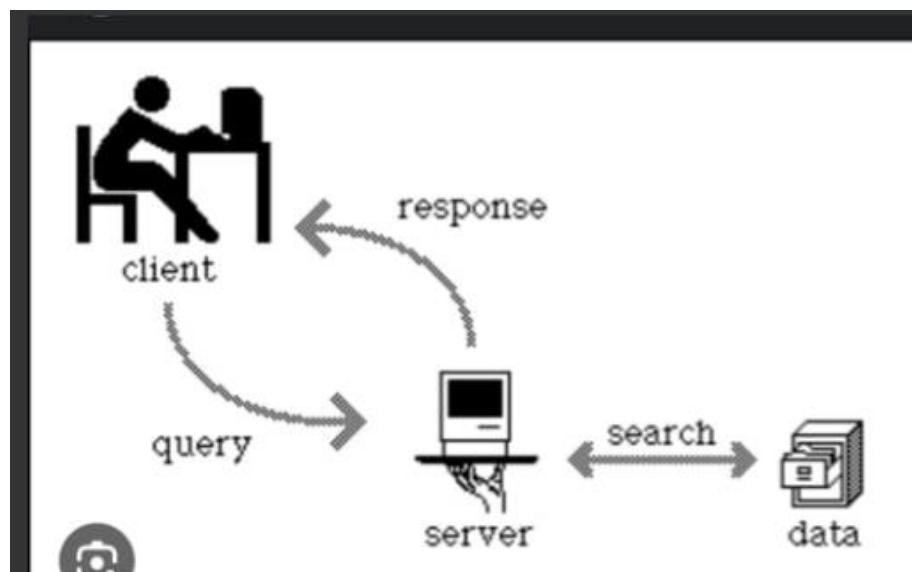 response
client
search
query
server
data